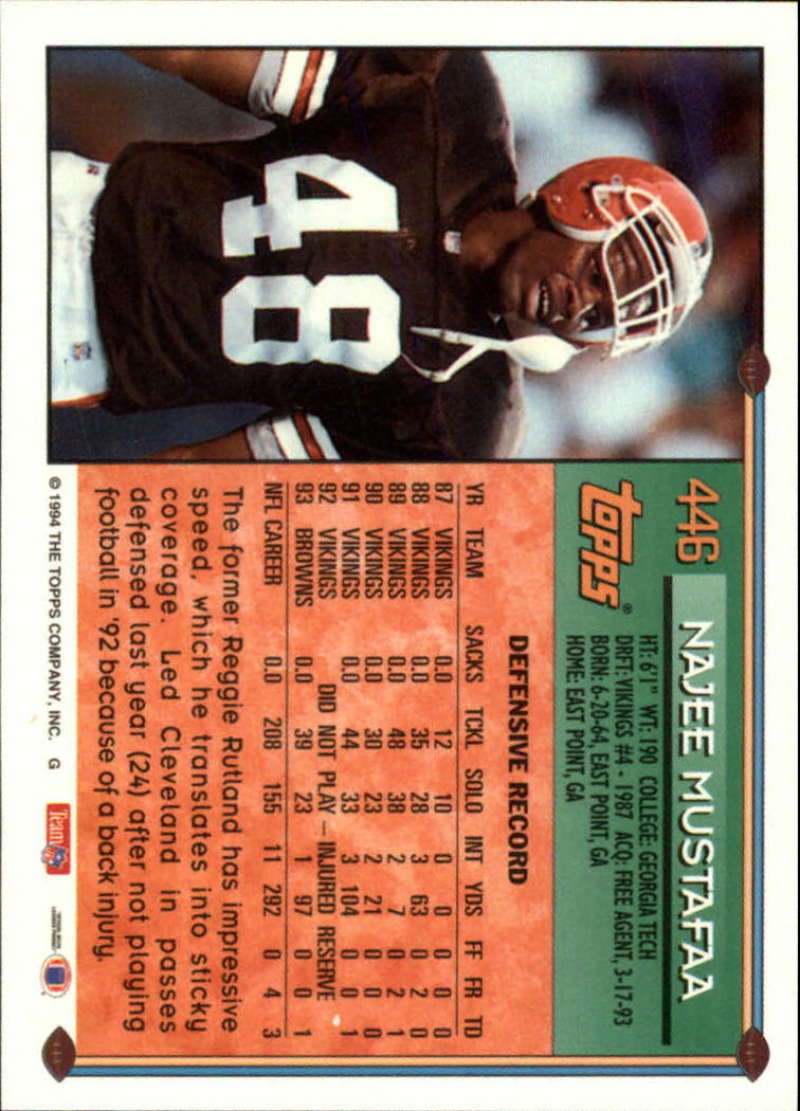 446 NAJEE MUSTAFAA
TOPPS®
HT: 6'1" WT: 190 COLLEGE: GEORGIA TECH
DRFT: VIKINGS #4 - 1987 ACQ: FREE AGENT, 3-17-93
BORN: 6-20-64, EAST POINT, GA
HOME: EAST POINT, GA
48
DEFENSIVE RECORD
YR TEAM SACKS TCKL SOLO INT YDS FF FR TD
87 VIKINGS 0.0 12 10 0 0 0 0 0
88 VIKINGS 0.0 35 28 3 63 0 2 0
89 VIKINGS 0.0 48 38 2 7 0 2 1
90 VIKINGS 0.0 30 23 2 21 0 0 0
91 VIKINGS 0.0 44 33 3 104 0 0 1
92 VIKINGS DID NOT PLAY — INJURED RESERVE
93 BROWNS 0.0 39 23 1 97 0 0 1
NFL CAREER 0.0 208 155 11 292 0 4 3
The former Reggie Rutland has impressive
speed, which he translates into sticky
coverage. Led Cleveland in passes
defensed last year (24) after not playing
football in '92 because of a back injury.
© 1994 THE TOPPS COMPANY, INC. G
Team